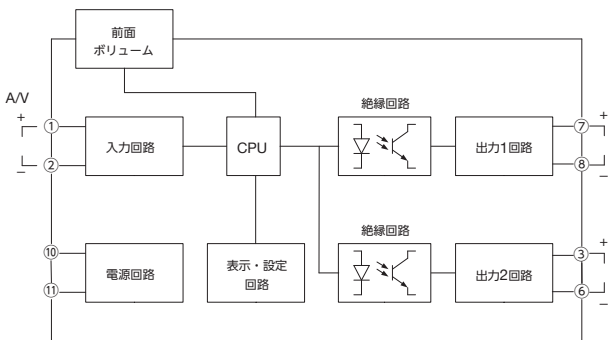 前面
ボリューム
A/V
+
①
②
−
入力回路
CPU
絶縁回路
出力1回路
⑦
⑧
+
−
⑩
⑪
電源回路
表示・設定
回路
絶縁回路
出力2回路
③
⑥
+
−